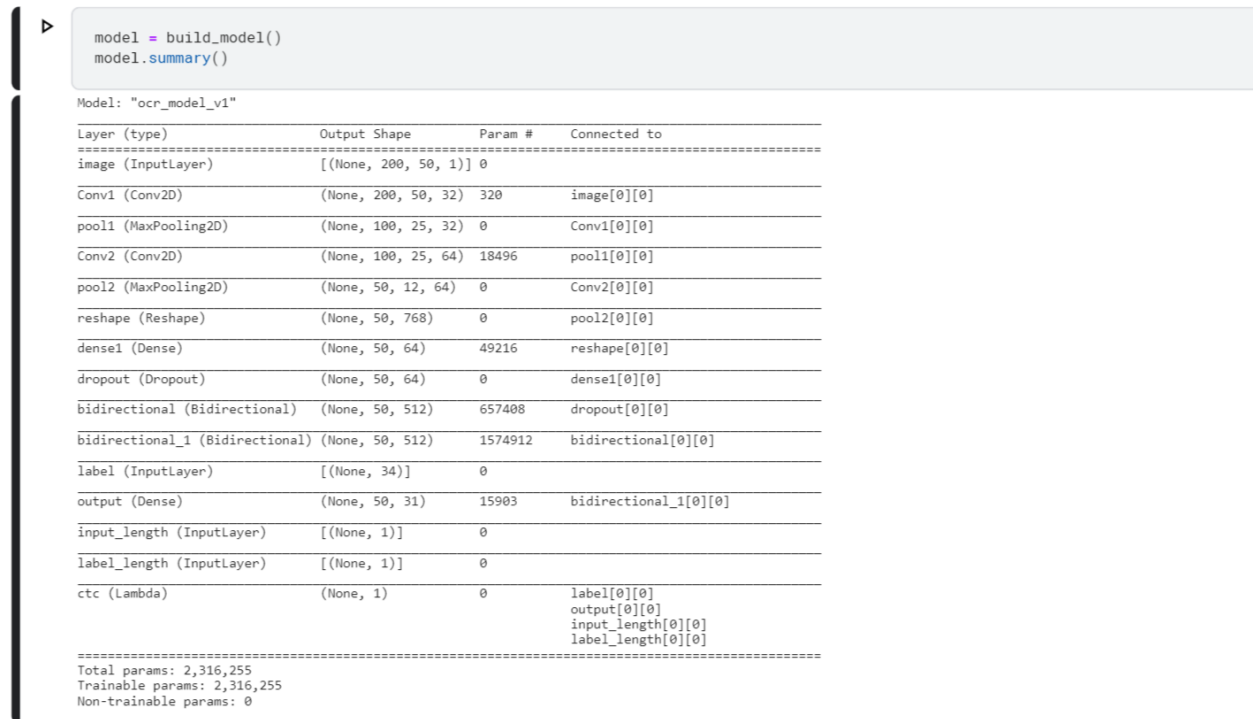 model = build_model()
model.summary()
Model: "ocr_model_v1"
Layer (type) Output Shape Param # Connected to
image (InputLayer) [(None, 200, 50, 1)] 0
Conv1 (Conv2D) (None, 200, 50, 32) 320 image[0][0]
pool1 (MaxPooling2D) (None, 100, 25, 32) 0 Conv1[0][0]
Conv2 (Conv2D) (None, 100, 25, 64) 18496 pool1[0][0]
pool2 (MaxPooling2D) (None, 50, 12, 64) 0 Conv2[0][0]
reshape (Reshape) (None, 50, 768) 0 pool2[0][0]
dense1 (Dense) (None, 50, 64) 49216 reshape[0][0]
dropout (Dropout) (None, 50, 64) 0 dense1[0][0]
bidirectional (Bidirectional) (None, 50, 512) 657408 dropout[0][0]
bidirectional_1 (Bidirectional) (None, 50, 512) 1574912 bidirectional[0][0]
label (InputLayer) [(None, 34)] 0
output (Dense) (None, 50, 31) 15903 bidirectional_1[0][0]
input_length (InputLayer) [(None, 1)] 0
label_length (InputLayer) [(None, 1)] 0
ctc (Lambda) (None, 1) 0 label[0][0]
output[0][0]
input_length[0][0]
label_length[0][0]
Total params: 2,316,255
Trainable params: 2,316,255
Non-trainable params: 0